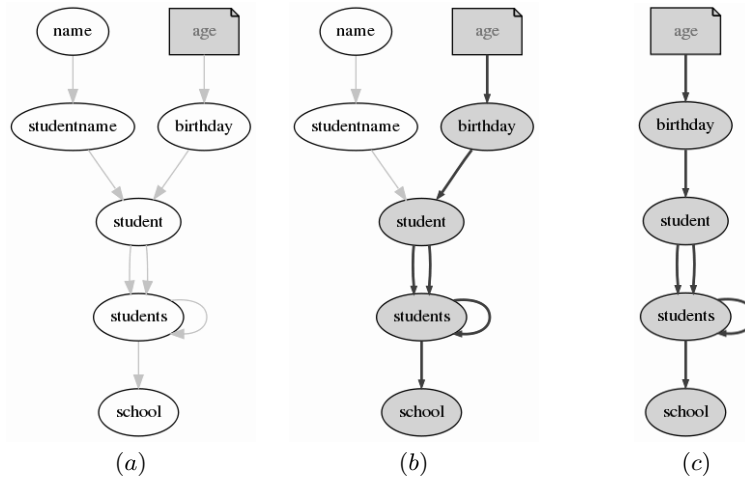 name
age
name
age
age
studentname
birthday
studentname
birthday
birthday
student
student
student
students
students
students
school
school
school
(a)
(b)
(c)